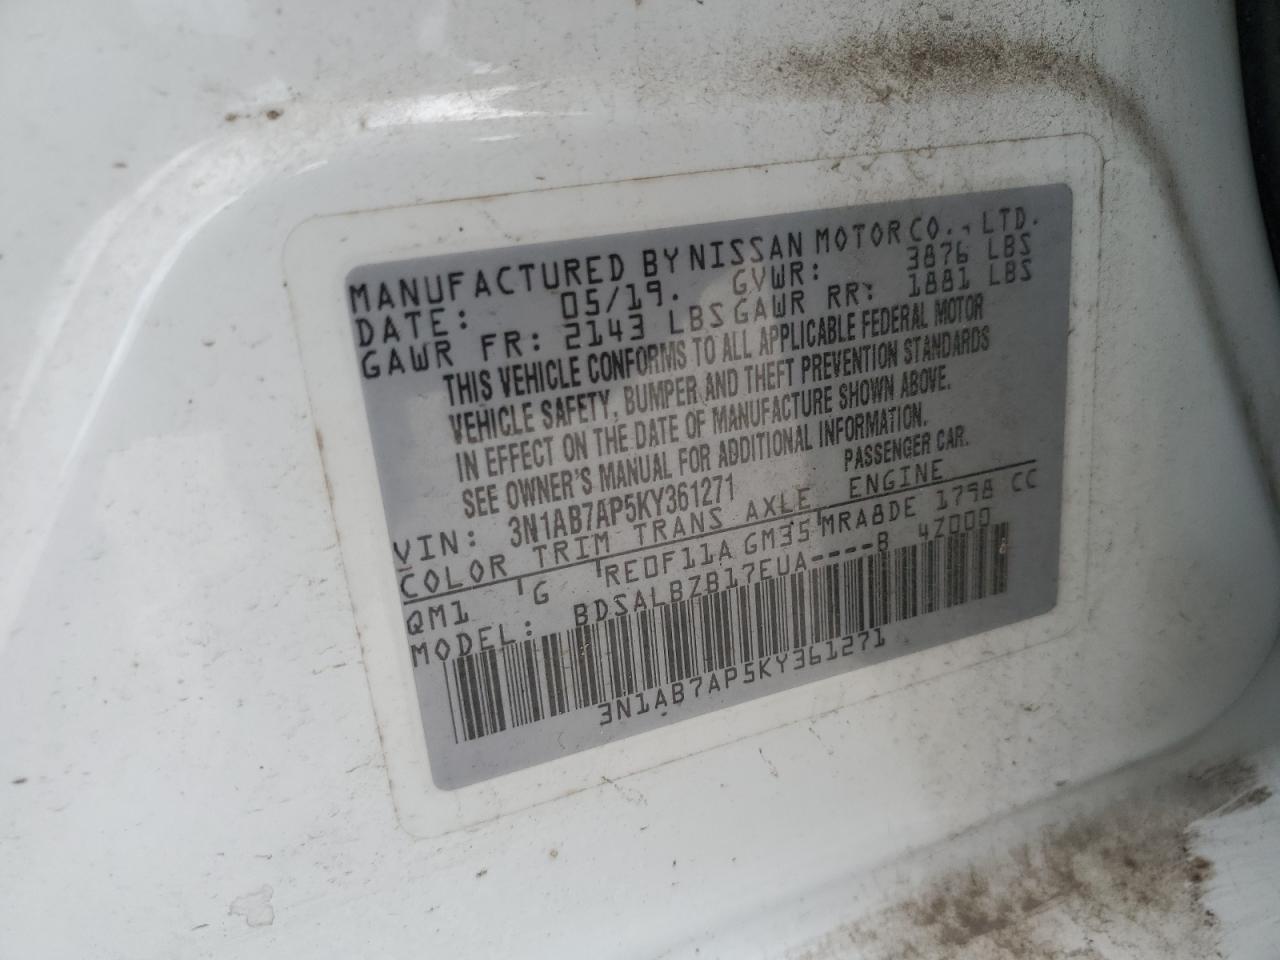 MANUFACTURED BY NISSAN MOTOR CO., LTD.
DATE: 05/19. GVWR: 3876 LBS
GAWR FR: 2143 LBS GAWR RR: 1881 LBS
THIS VEHICLE CONFORMS TO ALL APPLICABLE FEDERAL MOTOR
VEHICLE SAFETY, BUMPER AND THEFT PREVENTION STANDARDS
IN EFFECT ON THE DATE OF MANUFACTURE SHOWN ABOVE.
SEE OWNER'S MANUAL FOR ADDITIONAL INFORMATION.
VIN: 3N1AB7AP5KY361271 PASSENGER CAR.
COLOR TRIM TRANS AXLE ENGINE
QM1 G RE0F11A GM35 MRA8DE 1798 CC
MODEL: BDSALBZB17EUA----B 4Z000
3N1AB7AP5KY361271